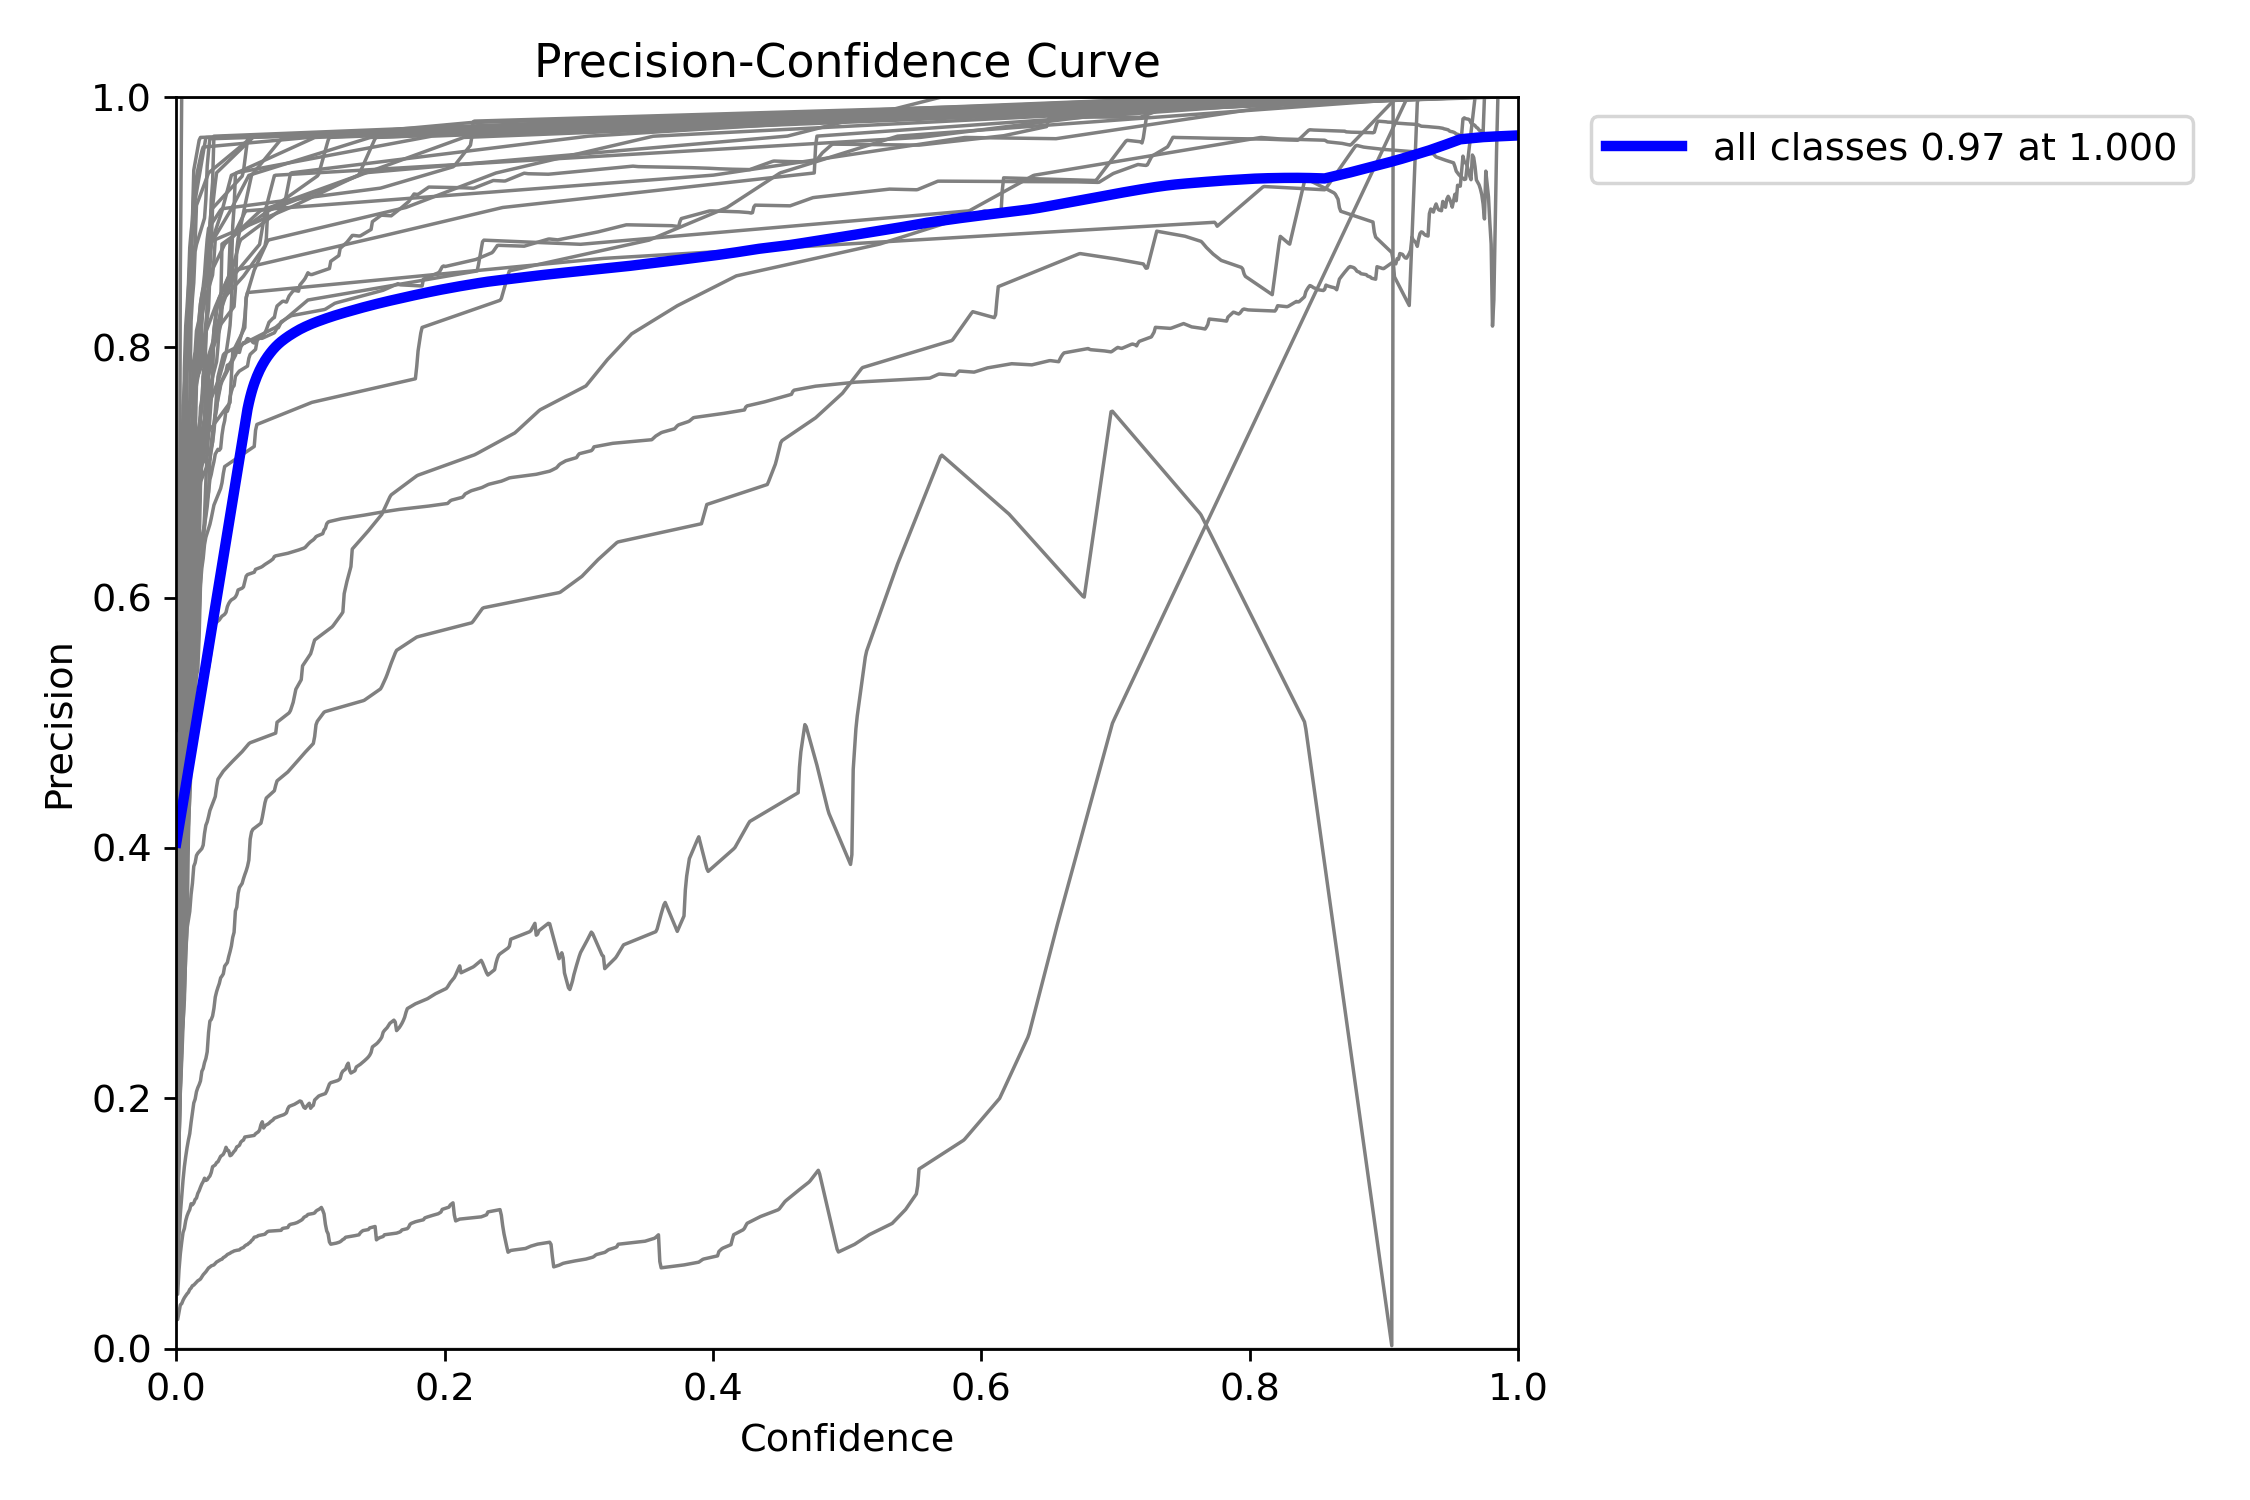 Precision-Confidence Curve
all classes 0.97 at 1.000
Precision
1.0
0.8
0.6
0.4
0.2
0.0
0.0 0.2 0.4 0.6 0.8 1.0
Confidence